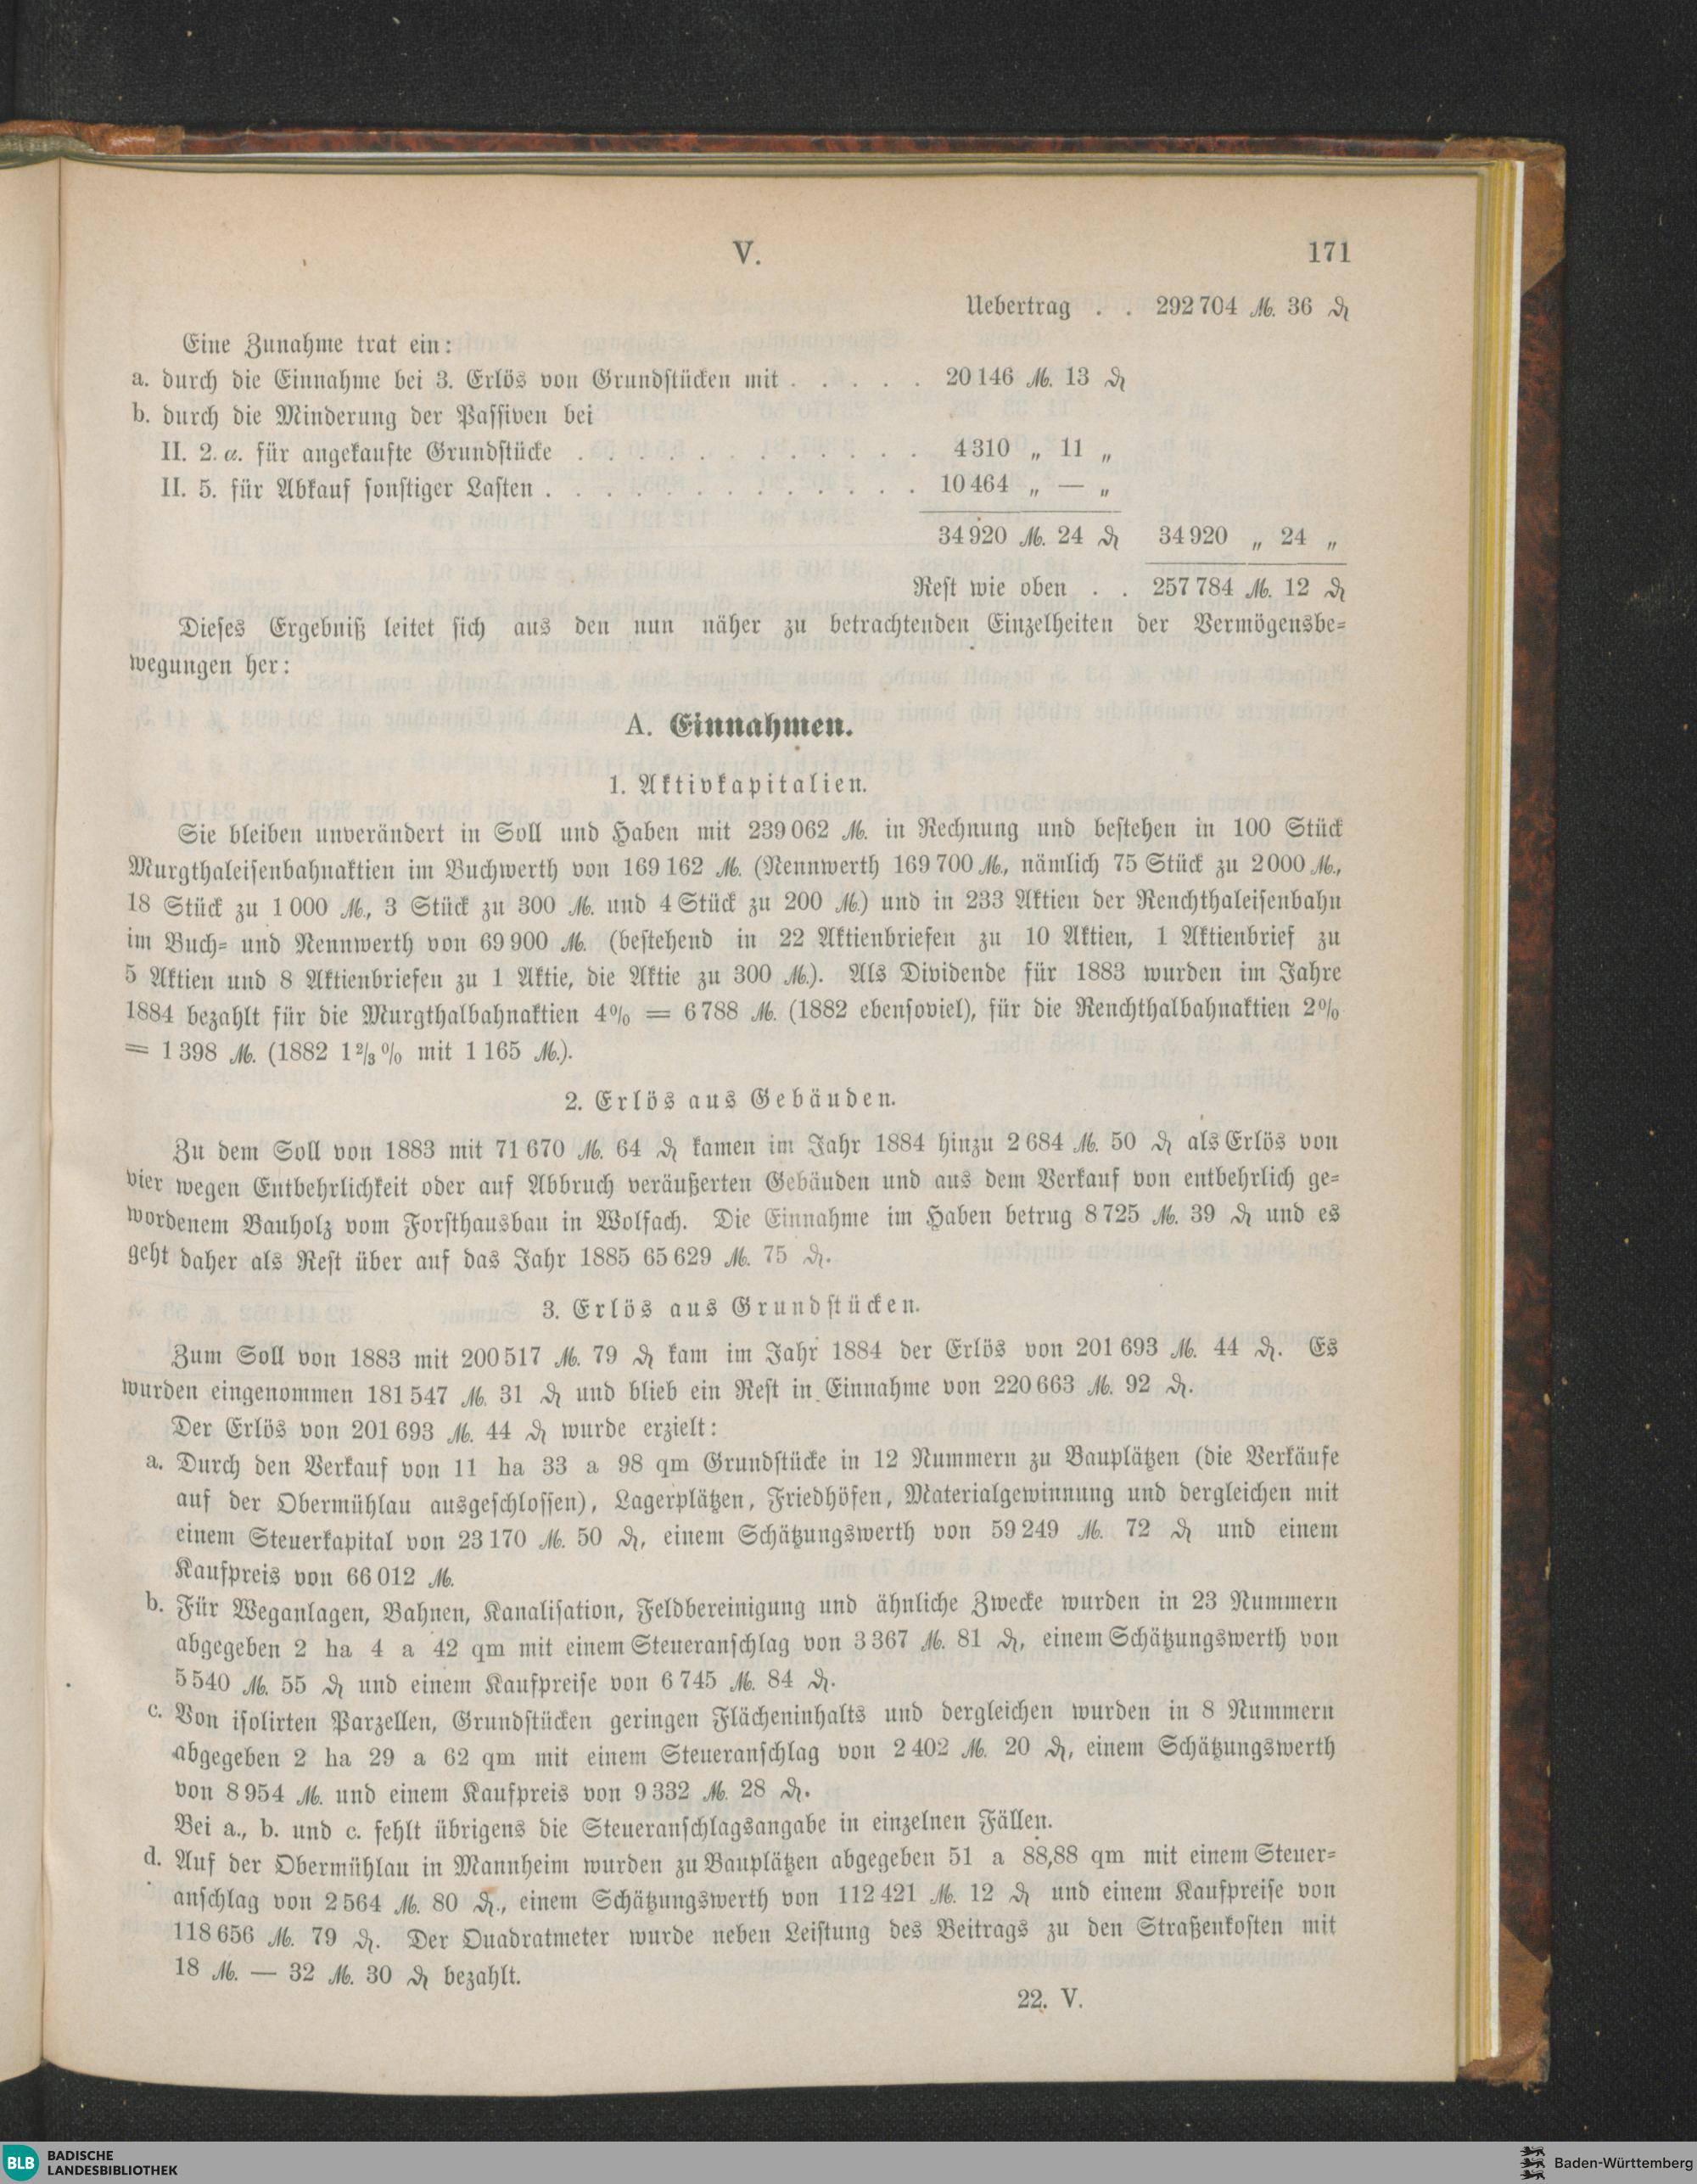 V.
171
Uebertrag . . 292 704 ℳ. 36 ₰
Eine Zunahme trat ein:
a. durch die Einnahme bei 3. Erlös von Grundstücken mit . . . . . 20 146 ℳ. 13 ₰
b. durch die Minderung der Passiven bei
II. 2. α. für angekaufte Grundstücke . . . . . . . . . . . 4 310 „ 11 „
II. 5. für Abkauf sonstiger Lasten . . . . . . . . . . . . 10 464 „ — „
34 920 ℳ. 24 ₰ 34 920 „ 24 „
Rest wie oben . . 257 784 ℳ. 12 ₰
Dieses Ergebniß leitet sich aus den nun näher zu betrachtenden Einzelheiten der Vermögensbe-
wegungen her:
A. Einnahmen.
1. Aktivkapitalien.
Sie bleiben unverändert in Soll und Haben mit 239 062 ℳ. in Rechnung und bestehen in 100 Stück
Murgthaleisenbahnaktien im Buchwerth von 169 162 ℳ. (Nennwerth 169 700 ℳ., nämlich 75 Stück zu 2 000 ℳ.,
18 Stück zu 1 000 ℳ., 3 Stück zu 300 ℳ. und 4 Stück zu 200 ℳ.) und in 233 Aktien der Renchthaleisenbahn
im Buch- und Nennwerth von 69 900 ℳ. (bestehend in 22 Aktienbriefen zu 10 Aktien, 1 Aktienbrief zu
5 Aktien und 8 Aktienbriefen zu 1 Aktie, die Aktie zu 300 ℳ.). Als Dividende für 1883 wurden im Jahre
1884 bezahlt für die Murgthalbahnaktien 4% = 6 788 ℳ. (1882 ebensoviel), für die Renchthalbahnaktien 2%
= 1 398 ℳ. (1882 1⅔% mit 1 165 ℳ.).
2. Erlös aus Gebäuden.
Zu dem Soll von 1883 mit 71 670 ℳ. 64 ₰ kamen im Jahr 1884 hinzu 2 684 ℳ. 50 ₰ als Erlös von
vier wegen Entbehrlichkeit oder auf Abbruch veräußerten Gebäuden und aus dem Verkauf von entbehrlich ge-
wordenem Bauholz vom Forsthausbau in Wolfach. Die Einnahme im Haben betrug 8 725 ℳ. 39 ₰ und es
geht daher als Rest über auf das Jahr 1885 65 629 ℳ. 75 ₰.
3. Erlös aus Grundstücken.
Zum Soll von 1883 mit 200 517 ℳ. 79 ₰ kam im Jahr 1884 der Erlös von 201 693 ℳ. 44 ₰. Es
wurden eingenommen 181 547 ℳ. 31 ₰ und blieb ein Rest in Einnahme von 220 663 ℳ. 92 ₰.
Der Erlös von 201 693 ℳ. 44 ₰ wurde erzielt:
a. Durch den Verkauf von 11 ha 33 a 98 qm Grundstücke in 12 Nummern zu Bauplätzen (die Verkäufe
auf der Obermühlau ausgeschlossen), Lagerplätzen, Friedhöfen, Materialgewinnung und dergleichen mit
einem Steuerkapital von 23 170 ℳ. 50 ₰, einem Schätzungswerth von 59 249 ℳ. 72 ₰ und einem
Kaufpreis von 66 012 ℳ.
b. Für Weganlagen, Bahnen, Kanalisation, Feldbereinigung und ähnliche Zwecke wurden in 23 Nummern
abgegeben 2 ha 4 a 42 qm mit einem Steueranschlag von 3 367 ℳ. 81 ₰, einem Schätzungswerth von
5 540 ℳ. 55 ₰ und einem Kaufpreise von 6 745 ℳ. 84 ₰.
c. Von isolirten Parzellen, Grundstücken geringen Flächeninhalts und dergleichen wurden in 8 Nummern
abgegeben 2 ha 29 a 62 qm mit einem Steueranschlag von 2 402 ℳ. 20 ₰, einem Schätzungswerth
von 8 954 ℳ. und einem Kaufpreis von 9 332 ℳ. 28 ₰.
Bei a., b. und c. fehlt übrigens die Steueranschlagsangabe in einzelnen Fällen.
d. Auf der Obermühlau in Mannheim wurden zu Bauplätzen abgegeben 51 a 88,88 qm mit einem Steuer-
anschlag von 2 564 ℳ. 80 ₰., einem Schätzungswerth von 112 421 ℳ. 12 ₰ und einem Kaufpreise von
118 656 ℳ. 79 ₰. Der Quadratmeter wurde neben Leistung des Beitrags zu den Straßenkosten mit
18 ℳ. — 32 ℳ. 30 ₰ bezahlt.
22. V.
BLB BADISCHE
LANDESBIBLIOTHEK
Baden-Württemberg